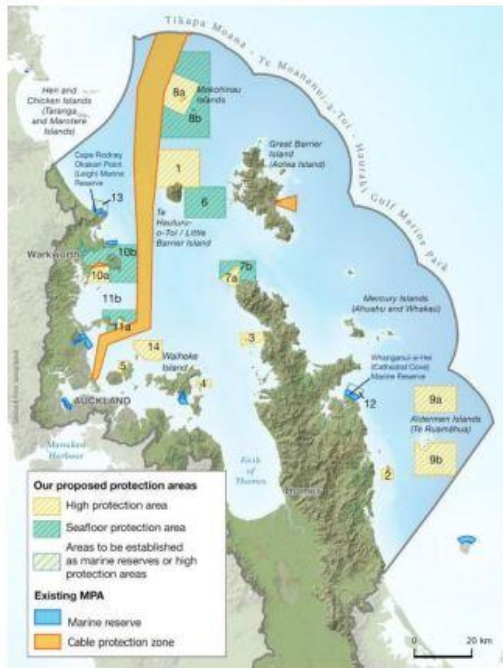 Tikapa Moana - Te Moananui-a-Toi - Hauraki Gulf Marine Park
Hen and
Chicken Islands
(Taranga
and Marotere
Islands)
8a
Mokohinau
Islands
8b
Cape Rodney
Okakari Point
(Leigh) Marine
Reserve
Great Barrier
Island
(Aotea Island)
1
13
6
Te
Hauturu-
o-Toi / Little
Barrier Island
Warkworth
10b
10a
7b
7a
11b
Mercury Islands
(Ahuahu and Whakau)
11a
14
Waiheke
Island
3
5
4
Whanganui-a-Hei
(Cathedral Cove)
Marine Reserve
AUCKLAND
12
9a
Aldermen Islands
(Te Ruamāhua)
Manukau
Harbour
9b
Firth
of
Thames
2
Thames
Our proposed protection areas
High protection area
Seafloor protection area
Areas to be established
as marine reserves or high
protection areas
Existing MPA
Marine reserve
Cable protection zone
0
20 km